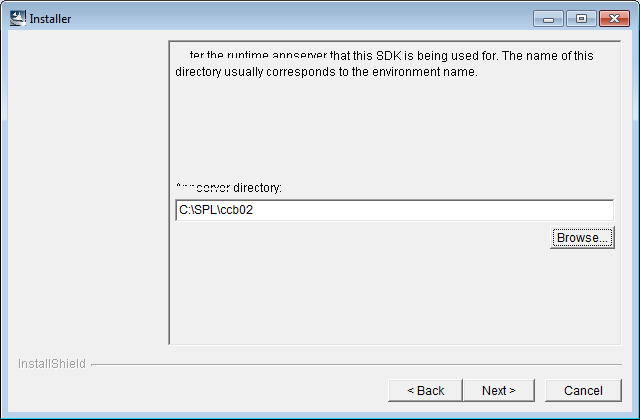 Installer
the runtime appserver that this SDK is being used for. The name of this
directory usually corresponds to the environment name.
directory:
C:\SPL\ccb02
Browse...
InstallShield
< Back
Next >
Cancel